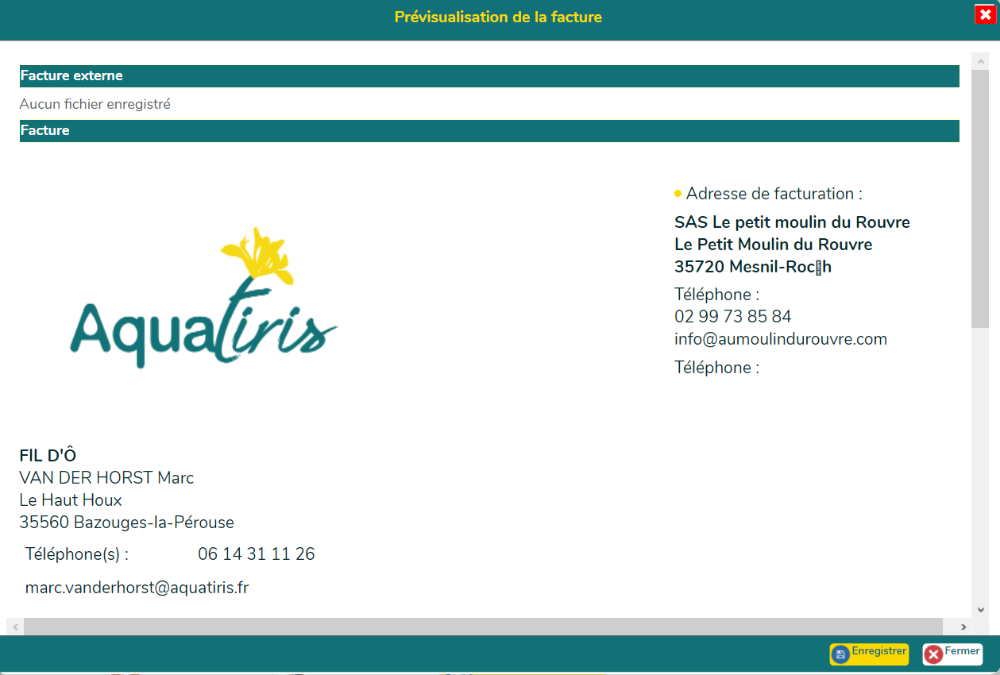 Prévisualisation de la facture
Facture externe
Aucun fichier enregistré
Facture
Adresse de facturation :
SAS Le petit moulin du Rouvre
Le Petit Moulin du Rouvre
35720 Mesnil-Roc▯h
Téléphone :
02 99 73 85 84
info@aumoulindurouvre.com
Téléphone :
Aquatiris
FIL D'Ô
VAN DER HORST Marc
Le Haut Houx
35560 Bazouges-la-Pérouse
Téléphone(s) : 06 14 31 11 26
marc.vanderhorst@aquatiris.fr
Enregistrer
Fermer